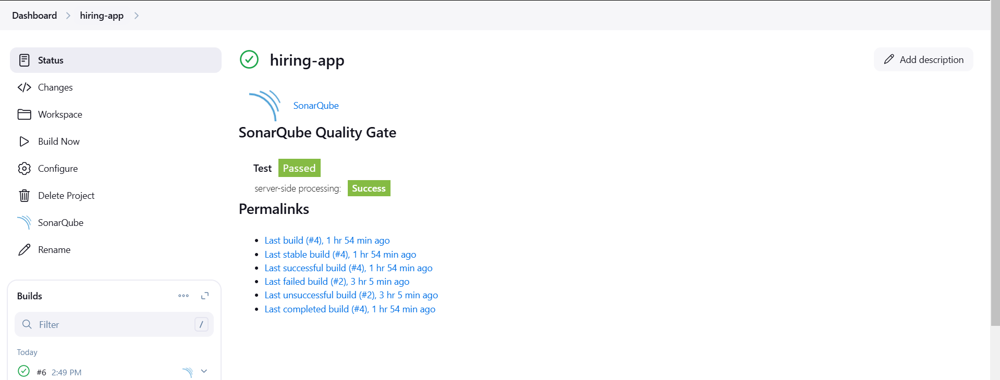 Dashboard
hiring-app
Status
Changes
Workspace
Build Now
Configure
Delete Project
SonarQube
Rename
Builds
Filter
/
Today
#6 2:49 PM
hiring-app
Add description
SonarQube
SonarQube Quality Gate
Test Passed
server-side processing: Success
Permalinks
Last build (#4), 1 hr 54 min ago
Last stable build (#4), 1 hr 54 min ago
Last successful build (#4), 1 hr 54 min ago
Last failed build (#2), 3 hr 5 min ago
Last unsuccessful build (#2), 3 hr 5 min ago
Last completed build (#4), 1 hr 54 min ago